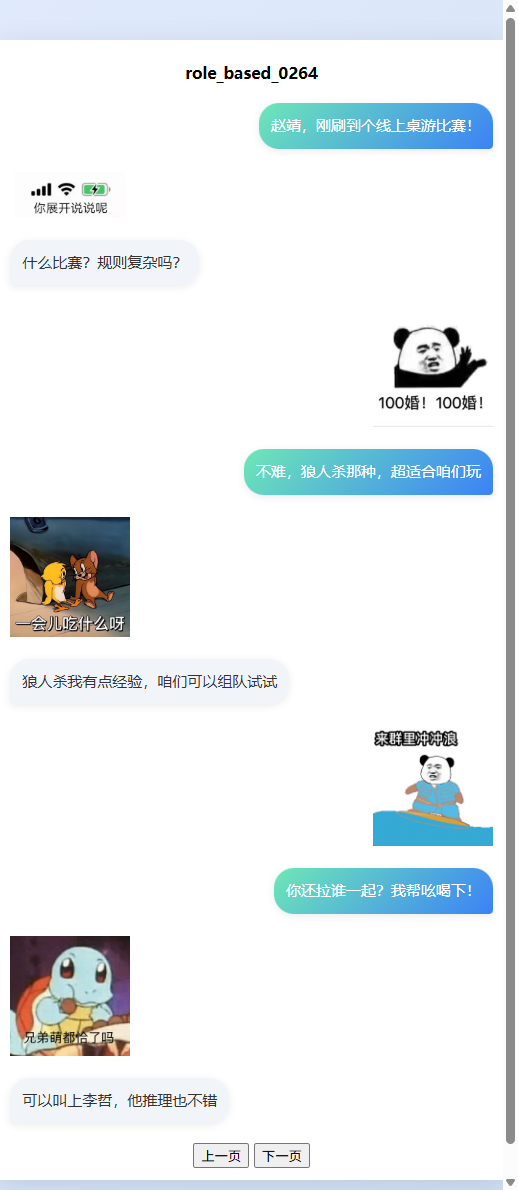 role_based_0264
赵靖，刚刷到个线上桌游比赛！
你展开说说呢
什么比赛？规则复杂吗？
100婚！100婚！
不难，狼人杀那种，超适合咱们玩
一会儿吃什么呀
狼人杀我有点经验，咱们可以组队试试
来群里冲冲浪
你还拉谁一起？我帮吆喝下！
兄弟萌都恰了吗
可以叫上李哲，他推理也不错
上一页 下一页